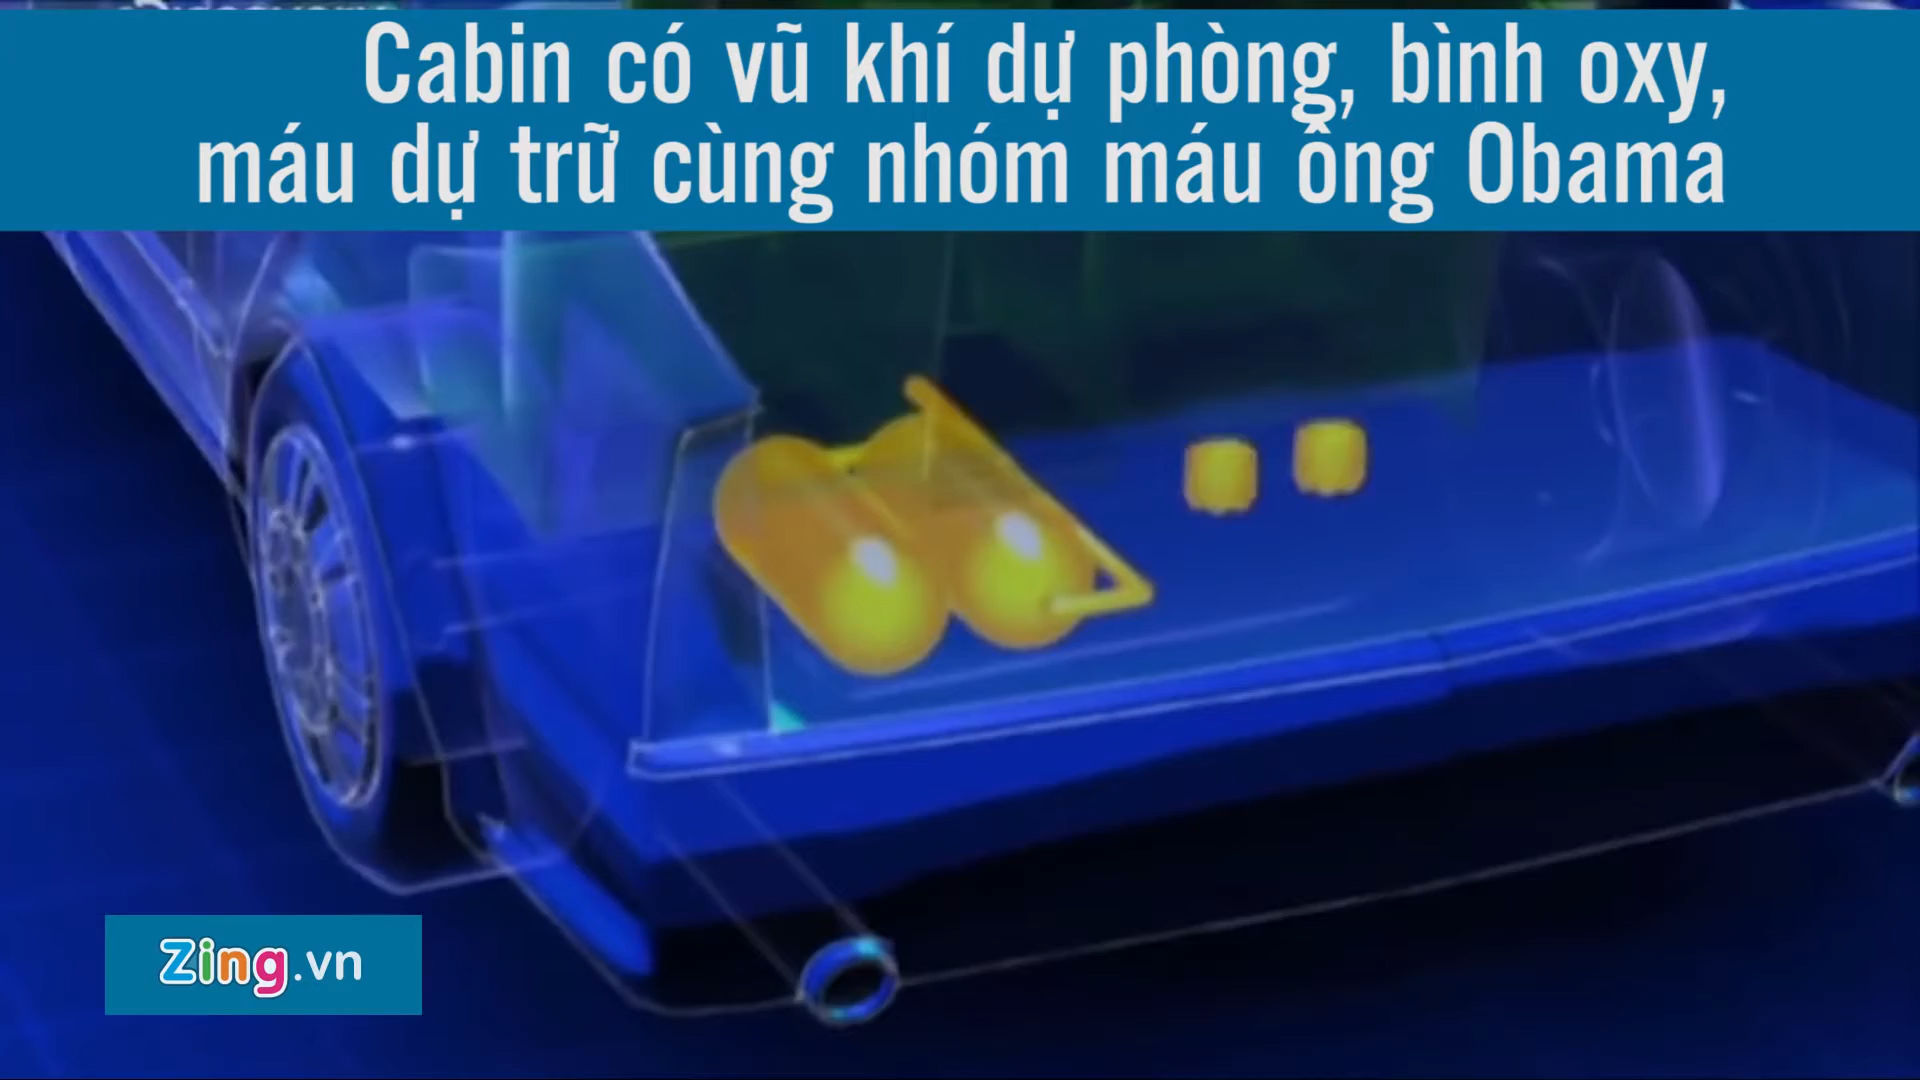 Cabin có vũ khí dự phòng, bình oxy,
máu dự trữ cùng nhóm máu ông Obama
Zing.vn